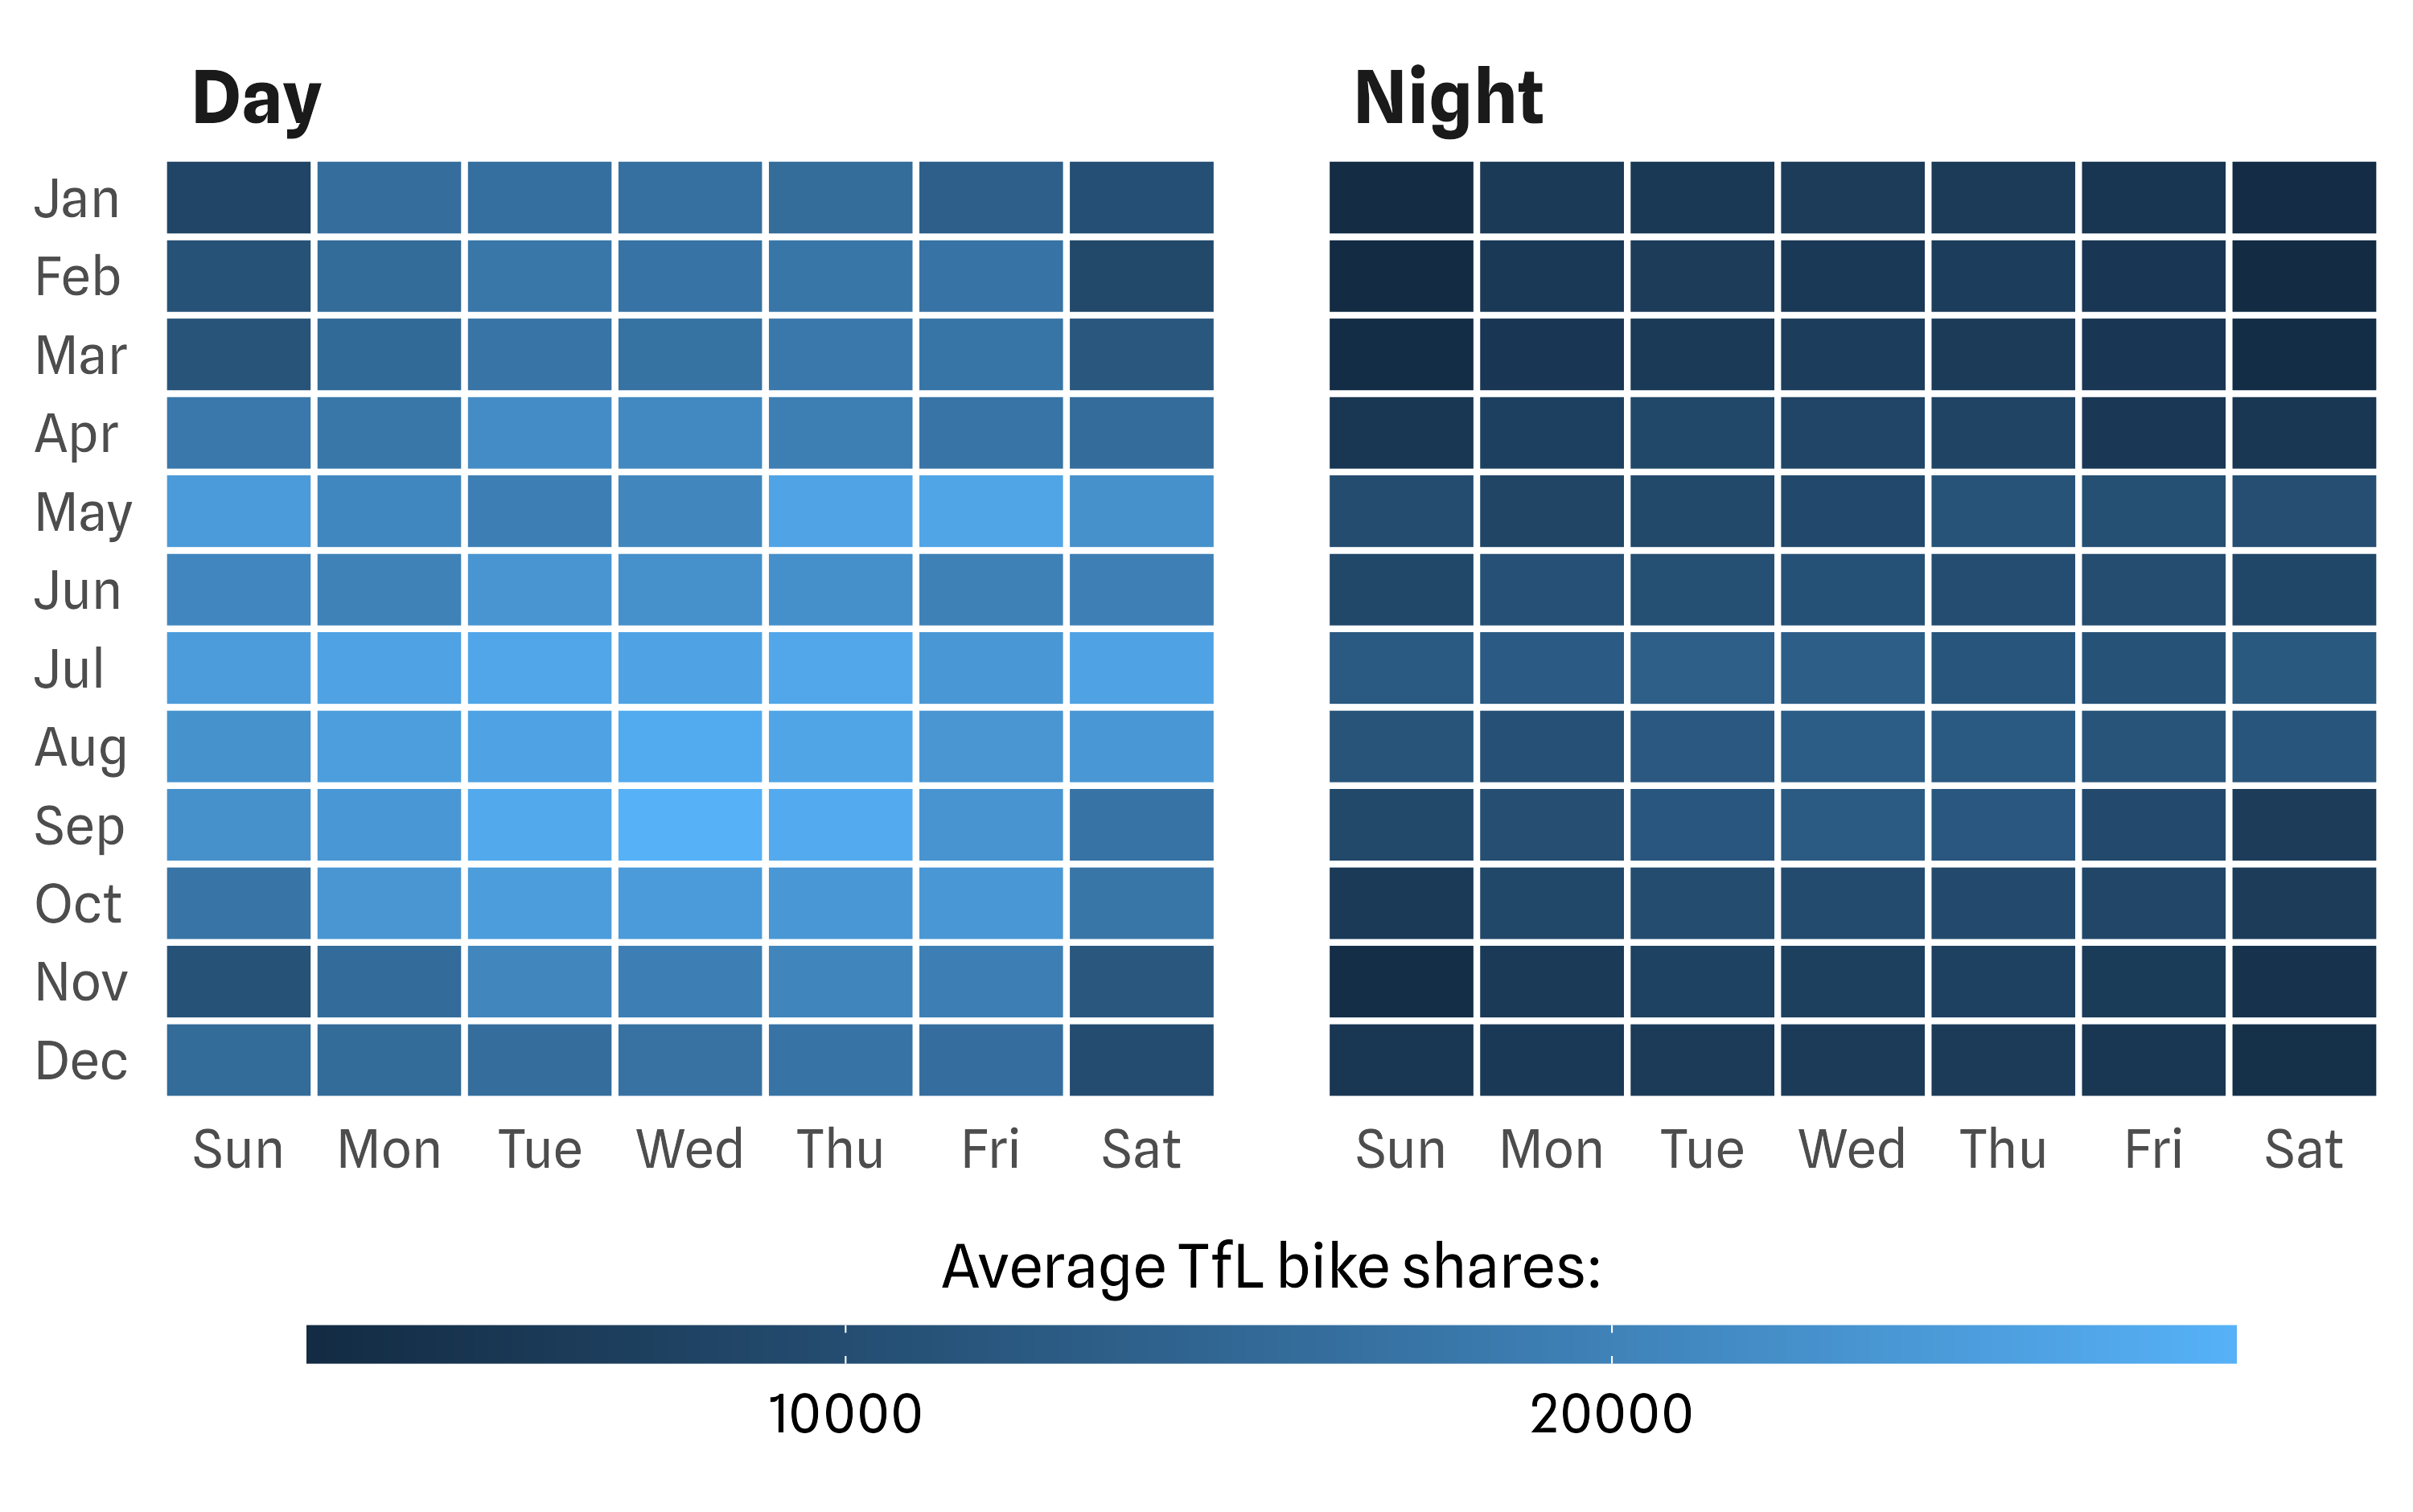 Day Night
Jan
Feb
Mar
Apr
May
Jun
Jul
Aug
Sep
Oct
Nov
Dec
Sun Mon Tue Wed Thu Fri Sat Sun Mon Tue Wed Thu Fri Sat
Average TfL bike shares:
10000 20000